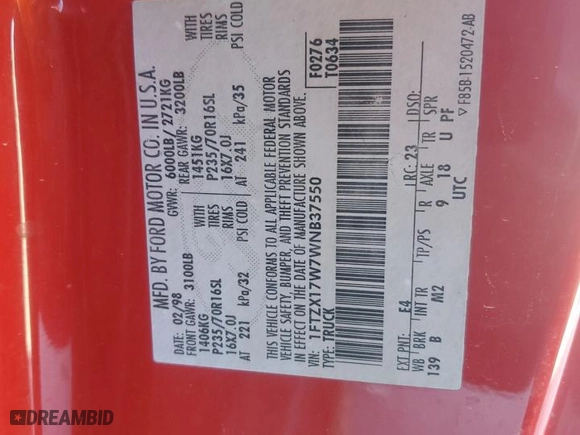 MFD. BY FORD MOTOR CO. IN U.S.A.
DATE: 02/98 GVWR: 6000LB/ 2721KG
FRONT GAWR: 3100LB REAR GAWR: 3200LB
1406KG WITH 1451KG WITH
P235/70R16SL TIRES P235/70R16SL TIRES
16X7.0J RIMS 16X7.0J RIMS
AT 221 kPa/32 PSI COLD AT 241 kPa/35 PSI COLD
THIS VEHICLE CONFORMS TO ALL APPLICABLE FEDERAL MOTOR
VEHICLE SAFETY, BUMPER, AND THEFT PREVENTION STANDARDS
IN EFFECT ON THE DATE OF MANUFACTURE SHOWN ABOVE.
VIN: 1FTZX17W7WNB37550 F0276
TYPE: TRUCK T0634
EXT PNT: E4 RC: 23 DSO:
WB BRK INT TR TP/PS R AXLE TR SPR
139 B M2 9 18 U PF
UTC
F85B-1520472-AB
DREAMBID